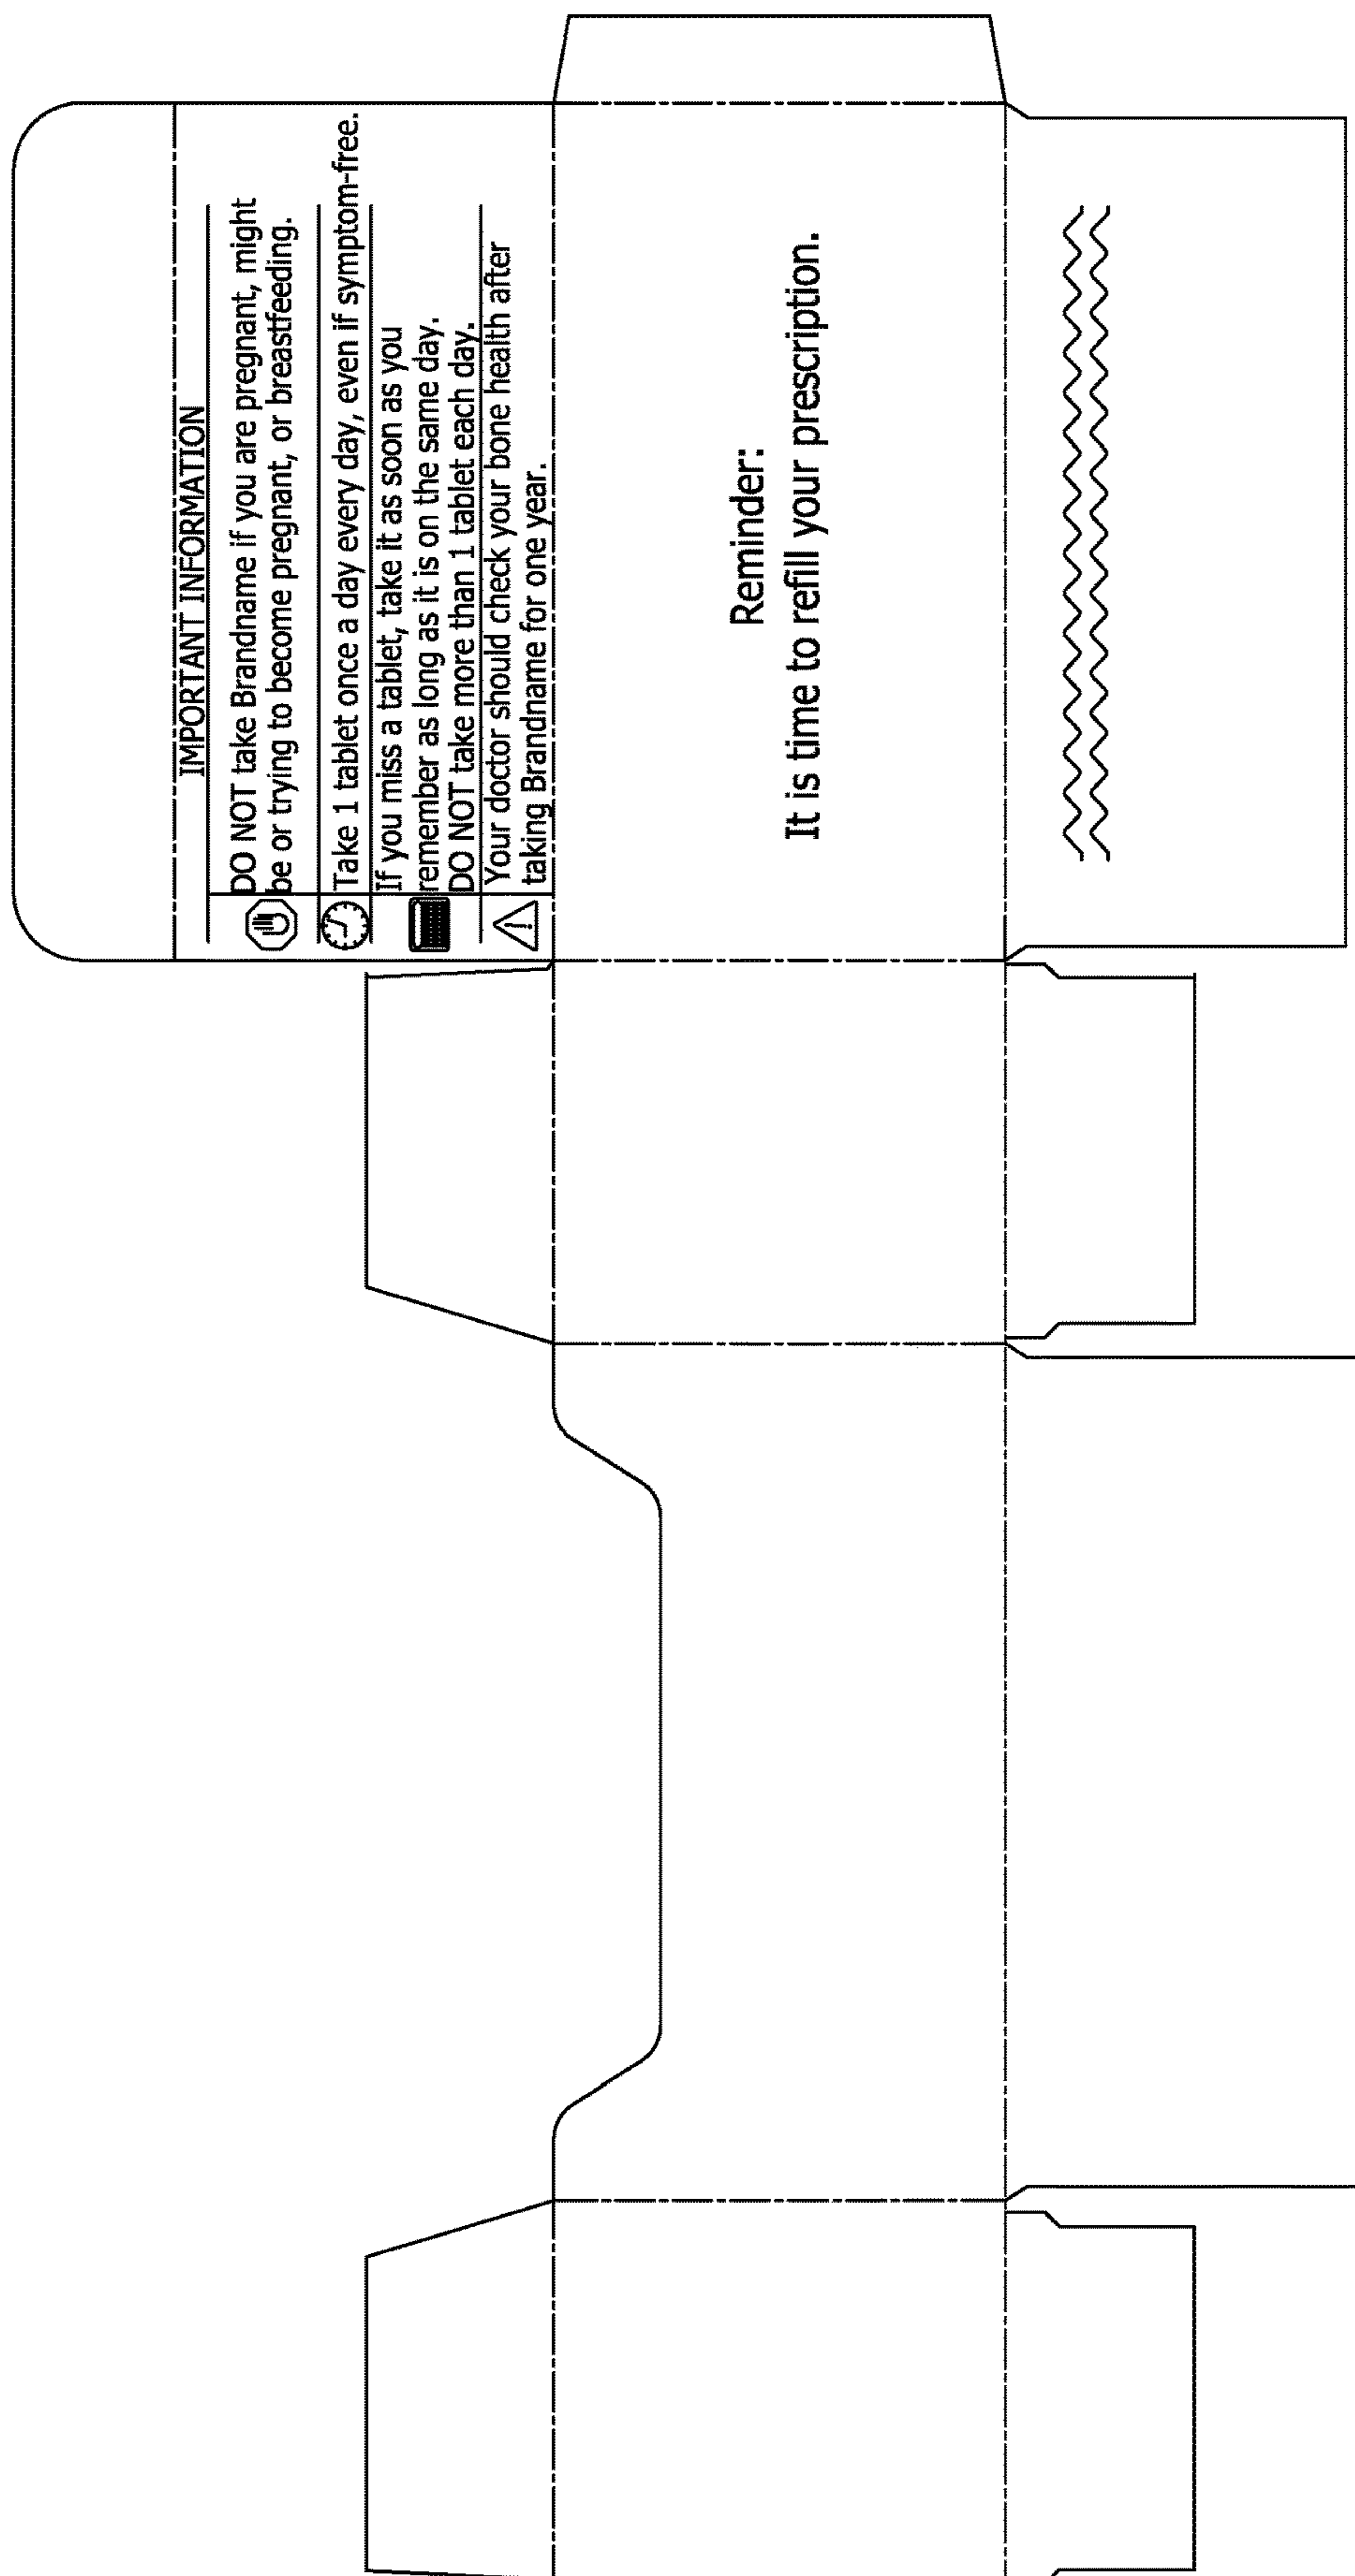 IMPORTANT INFORMATION
DO NOT take Brandname if you are pregnant, might
be or trying to become pregnant, or breastfeeding.
Take 1 tablet once a day every day, even if symptom-free.
If you miss a tablet, take it as soon as you
remember as long as it is on the same day.
DO NOT take more than 1 tablet each day.
Your doctor should check your bone health after
taking Brandname for one year.
Reminder:
It is time to refill your prescription.